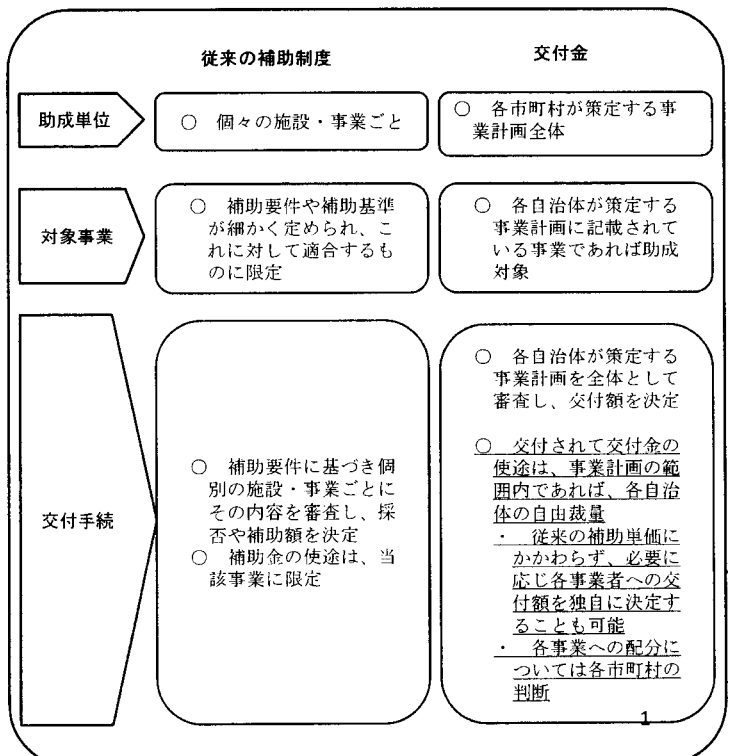 従来の補助制度
交付金
助成単位
○ 個々の施設・事業ごと
○ 各市町村が策定する事
業計画全体
対象事業
○ 補助要件や補助基準
が細かく定められ、こ
れに対して適合するも
のに限定
○ 各自治体が策定する
事業計画に記載されて
いる事業であれば助成
対象
交付手続
○ 補助要件に基づき個
別の施設・事業ごとに
その内容を審査し、採
否や補助額を決定
○ 補助金の使途は、当
該事業に限定
○ 各自治体が策定する
事業計画を全体として
審査し、交付額を決定
○ 交付されて交付金の
使途は、事業計画の範
囲内であれば、各自治
体の自由裁量
・ 従来の補助単価に
かかわらず、必要に
応じ各事業者への交
付額を独自に決定す
ることも可能
・ 各事業への配分に
ついては各市町村の
判断
1